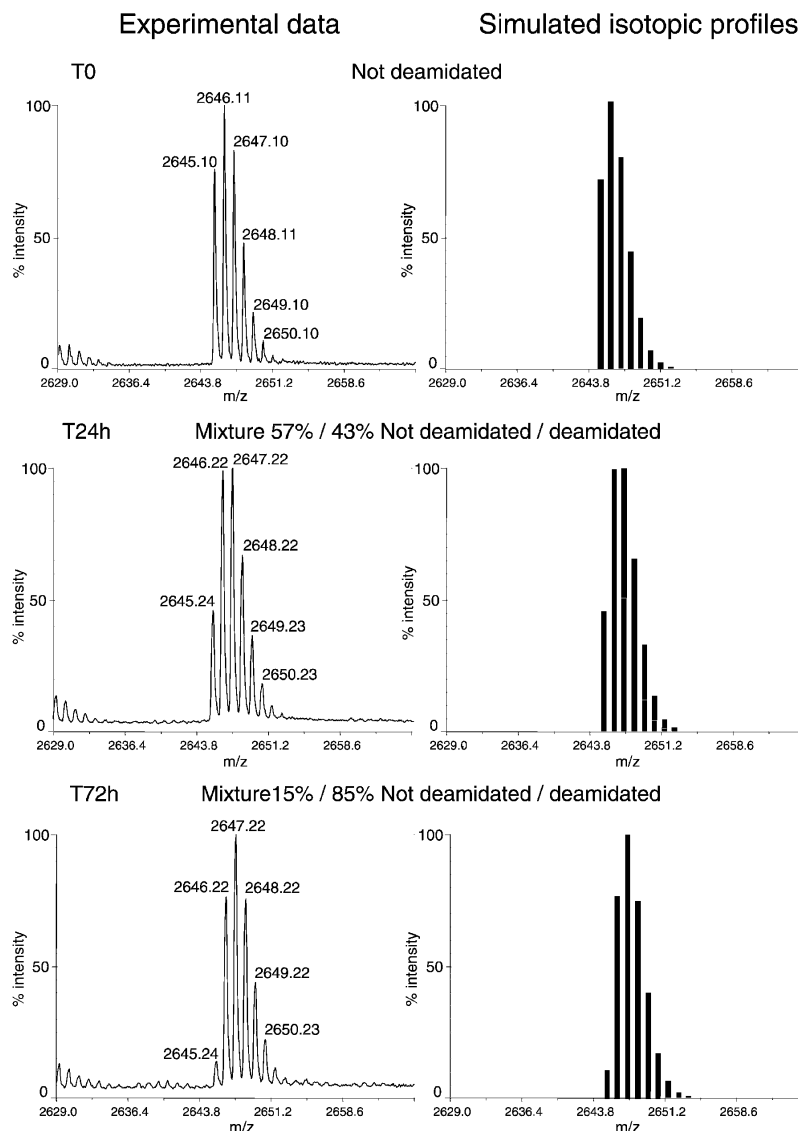 Experimental data
Simulated isotopic profiles
T0
Not deamidated
2646.11
2645.10
2647.10
2648.11
2649.10
2650.10
100
50
0
% intensity
2629.0 2636.4 2643.8 2651.2 2658.6
m/z
100
50
0
% intensity
2629.0 2636.4 2643.8 2651.2 2658.6
m/z
T24h
Mixture 57% / 43% Not deamidated / deamidated
2646.22
2647.22
2648.22
2645.24
2649.23
2650.23
100
50
0
% intensity
2629.0 2636.4 2643.8 2651.2 2658.6
m/z
100
50
0
% intensity
2629.0 2636.4 2643.8 2651.2 2658.6
m/z
T72h
Mixture15% / 85% Not deamidated / deamidated
2647.22
2646.22
2648.22
2649.22
2650.23
2645.24
100
50
0
% intensity
2629.0 2636.4 2643.8 2651.2 2658.6
m/z
100
50
0
% intensity
2629.0 2636.4 2643.8 2651.2 2658.6
m/z